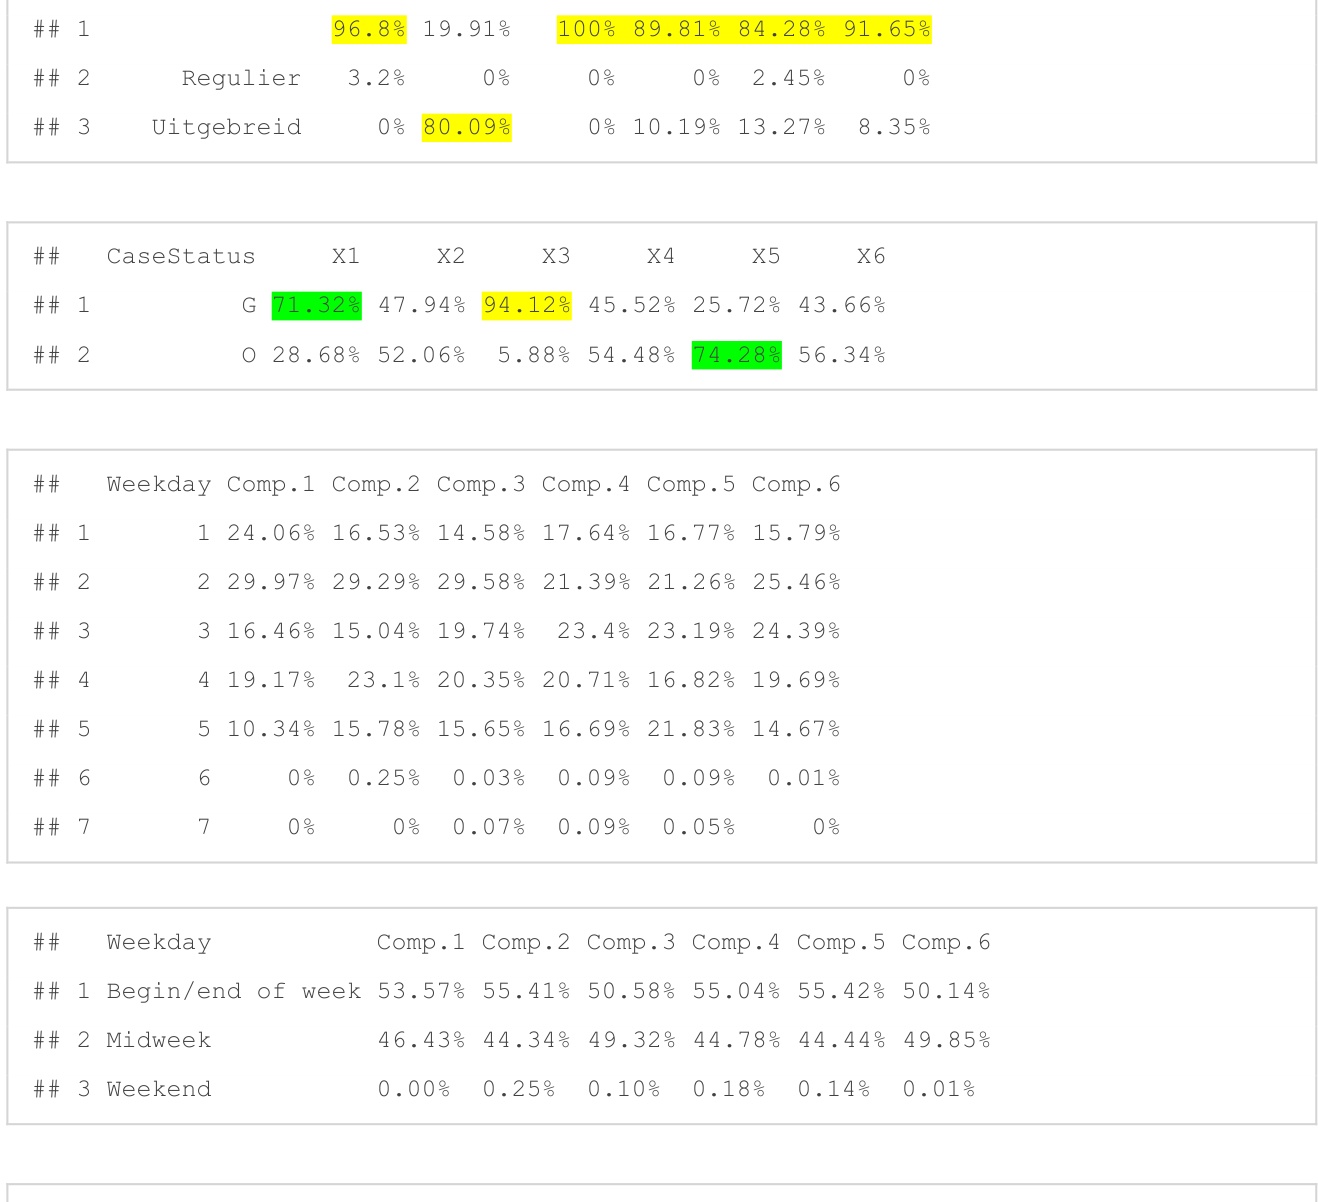 ## 1                96.8% 19.91%   100% 89.81% 84.28% 91.65%
## 2      Regulier   3.2%     0%     0%     0%  2.45%     0%
## 3    Uitgebreid     0% 80.09%     0% 10.19% 13.27%  8.35%
##   CaseStatus     X1     X2     X3     X4     X5     X6
## 1          G 71.32% 47.94% 94.12% 45.52% 25.72% 43.66%
## 2          O 28.68% 52.06%  5.88% 54.48% 74.28% 56.34%
##   Weekday Comp.1 Comp.2 Comp.3 Comp.4 Comp.5 Comp.6
## 1       1 24.06% 16.53% 14.58% 17.64% 16.77% 15.79%
## 2       2 29.97% 29.29% 29.58% 21.39% 21.26% 25.46%
## 3       3 16.46% 15.04% 19.74%  23.4% 23.19% 24.39%
## 4       4 19.17%  23.1% 20.35% 20.71% 16.82% 19.69%
## 5       5 10.34% 15.78% 15.65% 16.69% 21.83% 14.67%
## 6       6     0%  0.25%  0.03%  0.09%  0.09%  0.01%
## 7       7     0%     0%  0.07%  0.09%  0.05%     0%
##   Weekday           Comp.1 Comp.2 Comp.3 Comp.4 Comp.5 Comp.6
## 1 Begin/end of week 53.57% 55.41% 50.58% 55.04% 55.42% 50.14%
## 2 Midweek           46.43% 44.34% 49.32% 44.78% 44.44% 49.85%
## 3 Weekend           0.00%  0.25%  0.10%  0.18%  0.14%  0.01%